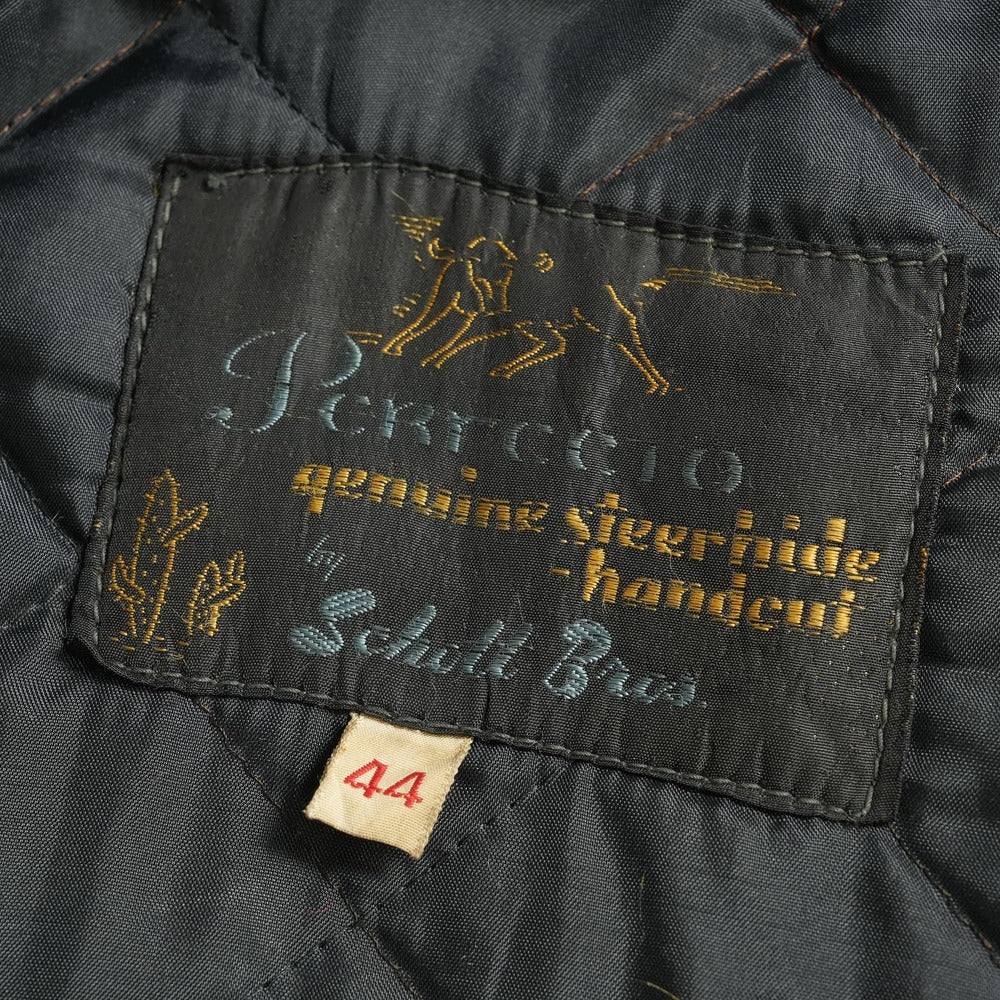 Perfecto
genuine steerhide
-handcut
by
Schott Bros.
44